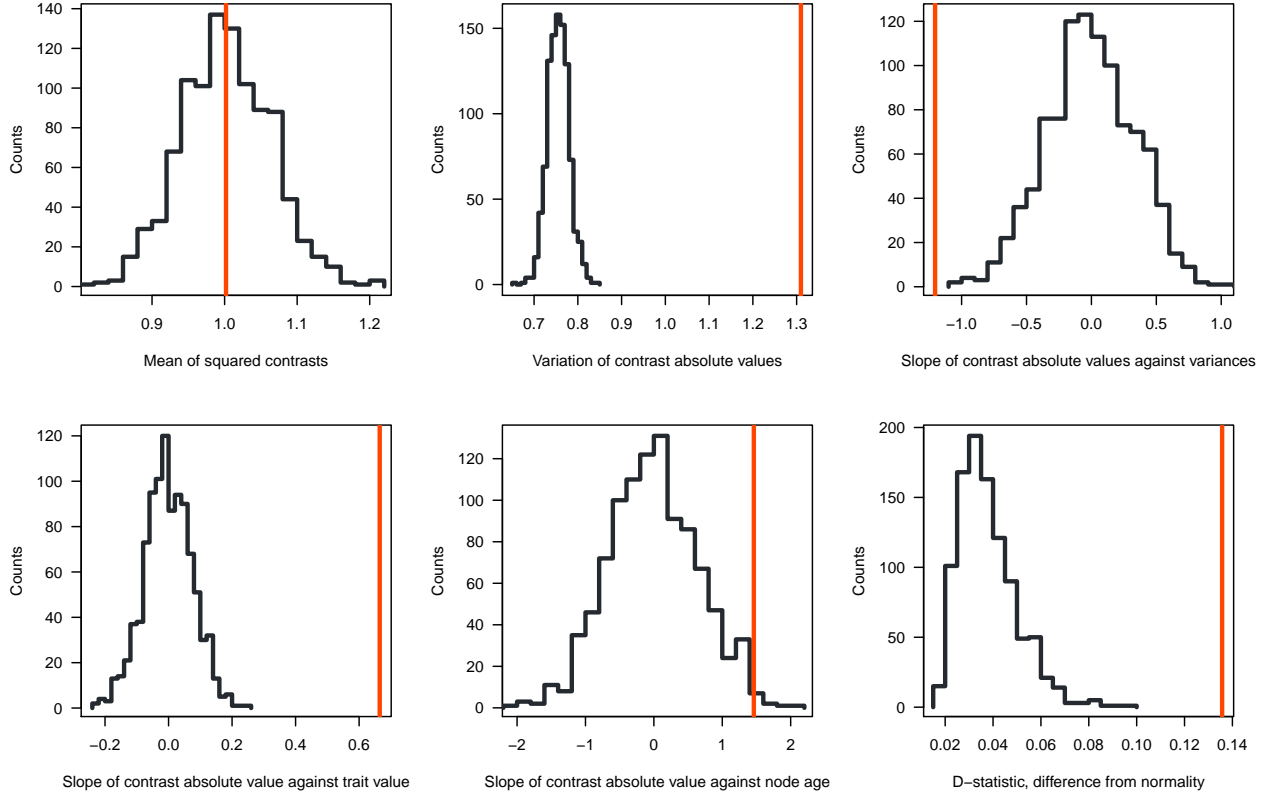 140
120
100
80
60
40
20
0
Counts
0.9 1.0 1.1 1.2
Mean of squared contrasts
150
100
50
0
Counts
0.7 0.8 0.9 1.0 1.1 1.2 1.3
Variation of contrast absolute values
120
100
80
60
40
20
0
Counts
−1.0 −0.5 0.0 0.5 1.0
Slope of contrast absolute values against variances
120
100
80
60
40
20
0
Counts
−0.2 0.0 0.2 0.4 0.6
Slope of contrast absolute value against trait value
120
100
80
60
40
20
0
Counts
−2 −1 0 1 2
Slope of contrast absolute value against node age
200
150
100
50
0
Counts
0.02 0.04 0.06 0.08 0.10 0.12 0.14
D−statistic, difference from normality